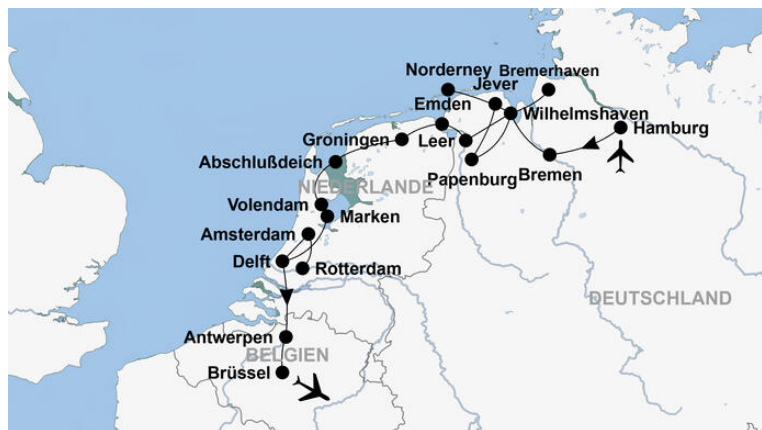 Norderney
Jever
Bremerhaven
Emden
Wilhelmshaven
Hamburg
Groningen
Leer
Abschlußdeich
Papenburg
Bremen
NIEDERLANDE
Volendam
Marken
Amsterdam
Delft
Rotterdam
DEUTSCHLAND
Antwerpen
BELGIEN
Brüssel